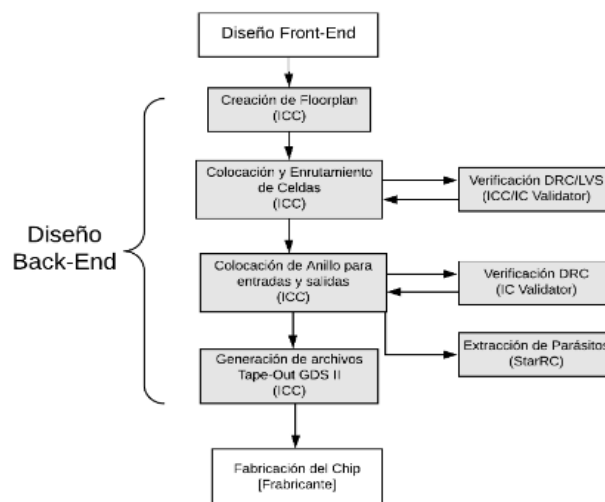 Diseño Front-End
Creación de Floorplan
(ICC)
Colocación y Enrutamiento
de Celdas
(ICC)
Verificación DRC/LVS
(ICC/IC Validator)
Diseño
Back-End
Colocación de Anillo para
entradas y salidas
(ICC)
Verificación DRC
(IC Validator)
Extracción de Parásitos
(StarRC)
Generación de archivos
Tape-Out GDS II
(ICC)
Fabricación del Chip
[Frabricante]